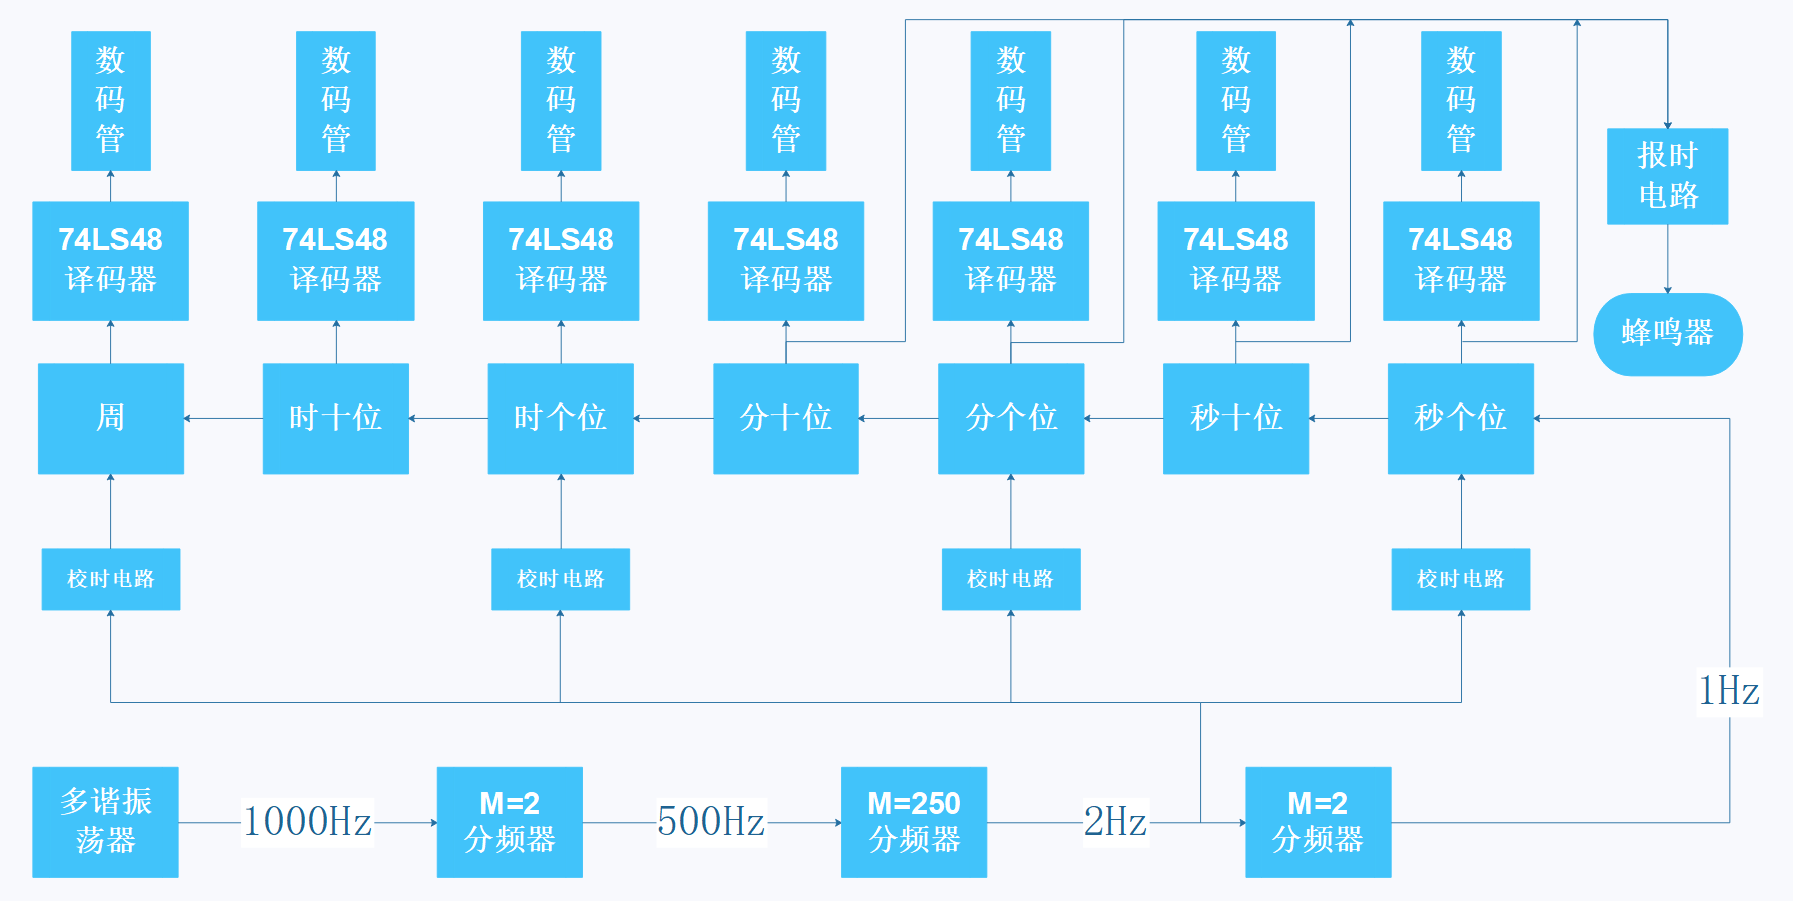 数
码
管
数
码
管
数
码
管
数
码
管
数
码
管
数
码
管
数
码
管
报时
电路
74LS48
译码器
74LS48
译码器
74LS48
译码器
74LS48
译码器
74LS48
译码器
74LS48
译码器
74LS48
译码器
蜂鸣器
周
时十位
时个位
分十位
分个位
秒十位
秒个位
校时电路
校时电路
校时电路
校时电路
1Hz
多谐振
荡器
1000Hz
M=2
分频器
500Hz
M=250
分频器
2Hz
M=2
分频器